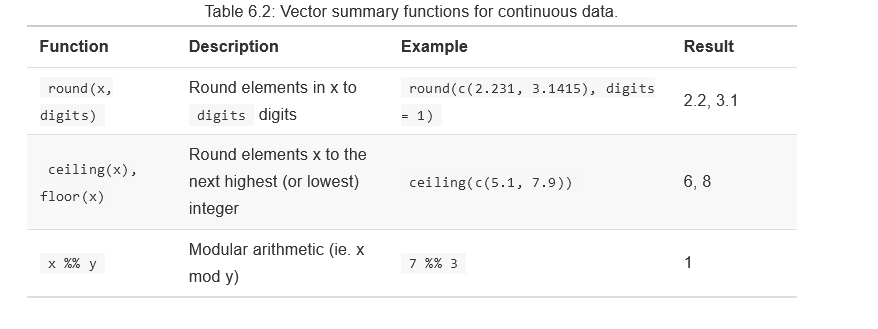 Table 6.2: Vector summary functions for continuous data.
Function Description Example Result
round(x, digits) Round elements in x to digits digits round(c(2.231, 3.1415), digits = 1) 2.2, 3.1
ceiling(x), floor(x) Round elements x to the next highest (or lowest) integer ceiling(c(5.1, 7.9)) 6, 8
x %% y Modular arithmetic (ie. x mod y) 7 %% 3 1